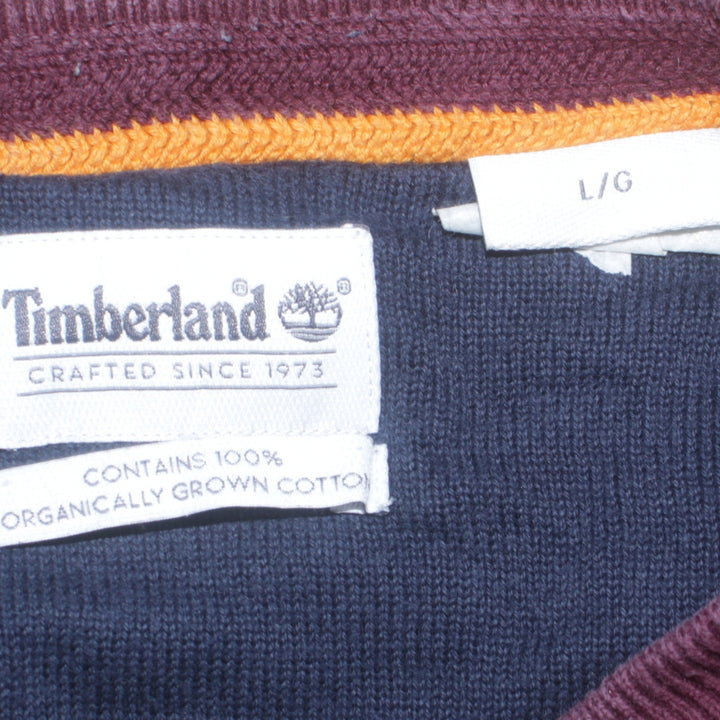 L/G
Timberland®
®
CRAFTED SINCE 1973
CONTAINS 100%
ORGANICALLY GROWN COTTON